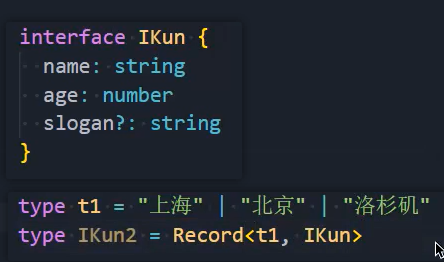 interface IKun {
name: string
age: number
slogan?: string
}
type t1 = "上海" | "北京" | "洛杉矶"
type IKun2 = Record<t1, IKun>